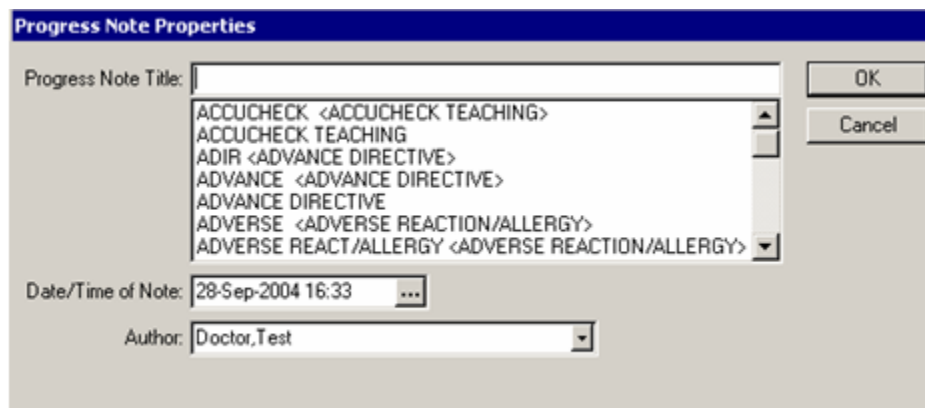 Progress Note Properties
Progress Note Title:
OK
ACCUCHECK <ACCUCHECK TEACHING>
Cancel
ACCUCHECK TEACHING
ADIR <ADVANCE DIRECTIVE>
ADVANCE <ADVANCE DIRECTIVE>
ADVANCE DIRECTIVE
ADVERSE <ADVERSE REACTION/ALLERGY>
ADVERSE REACT/ALLERGY <ADVERSE REACTION/ALLERGY>
Date/Time of Note: 28-Sep-2004 16:33 ...
Author: Doctor,Test